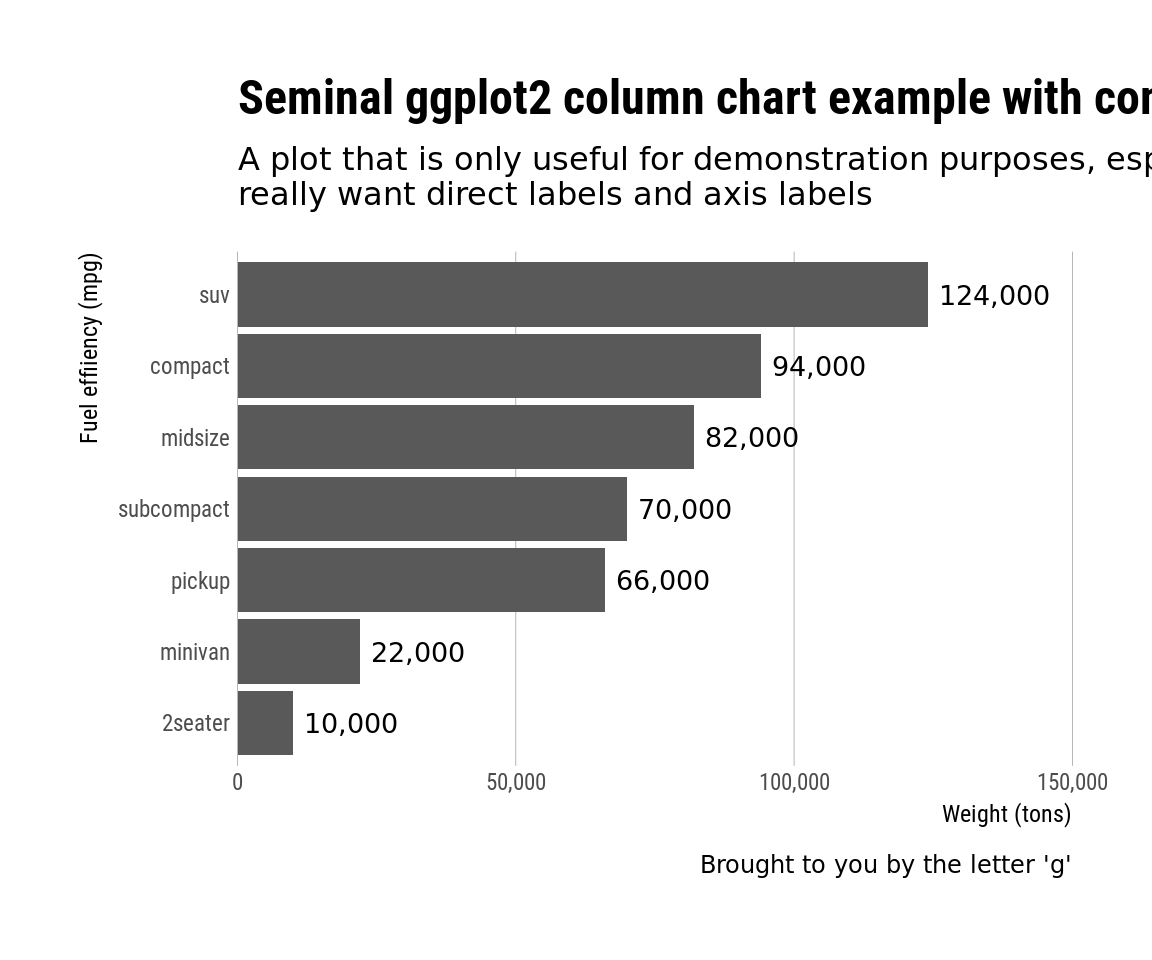 Seminal ggplot2 column chart example with
A plot that is only useful for demonstration purposes,
really want direct labels and axis labels
Fuel effiiency (mpg)
suv 124,000
compact 94,000
midsize 82,000
subcompact 70,000
pickup 66,000
minivan 22,000
2seater 10,000
0 50,000 100,000 150,000
Weight (tons)
Brought to you by the letter 'g'